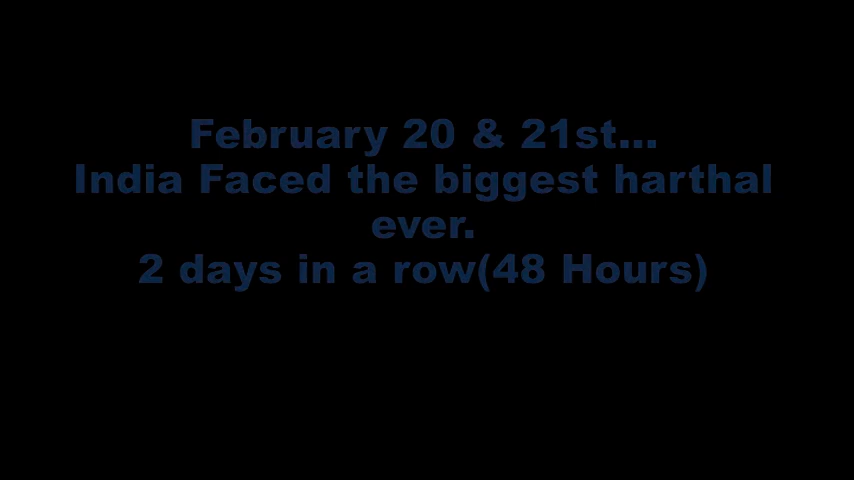 February 20 & 21st...
India Faced the biggest harthal
ever.
2 days in a row(48 Hours)